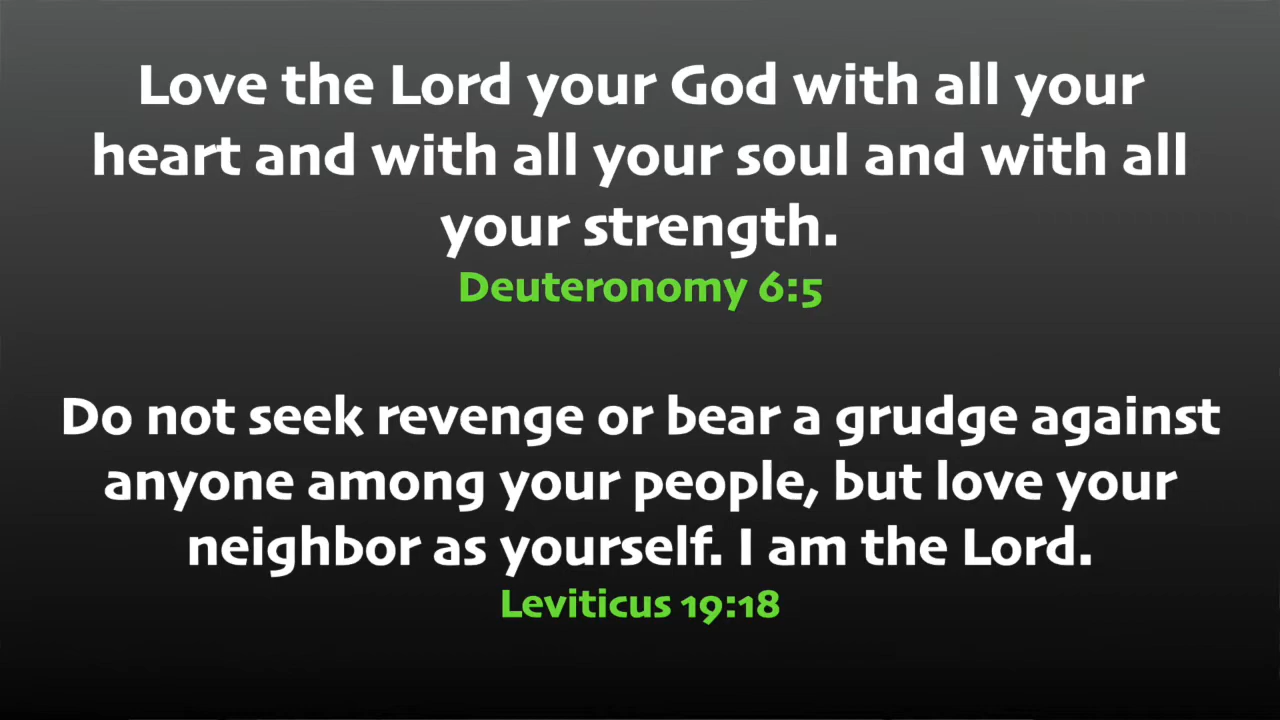 Love the Lord your God with all your
heart and with all your soul and with all
your strength.
Deuteronomy 6:5
Do not seek revenge or bear a grudge against
anyone among your people, but love your
neighbor as yourself. I am the Lord.
Leviticus 19:18